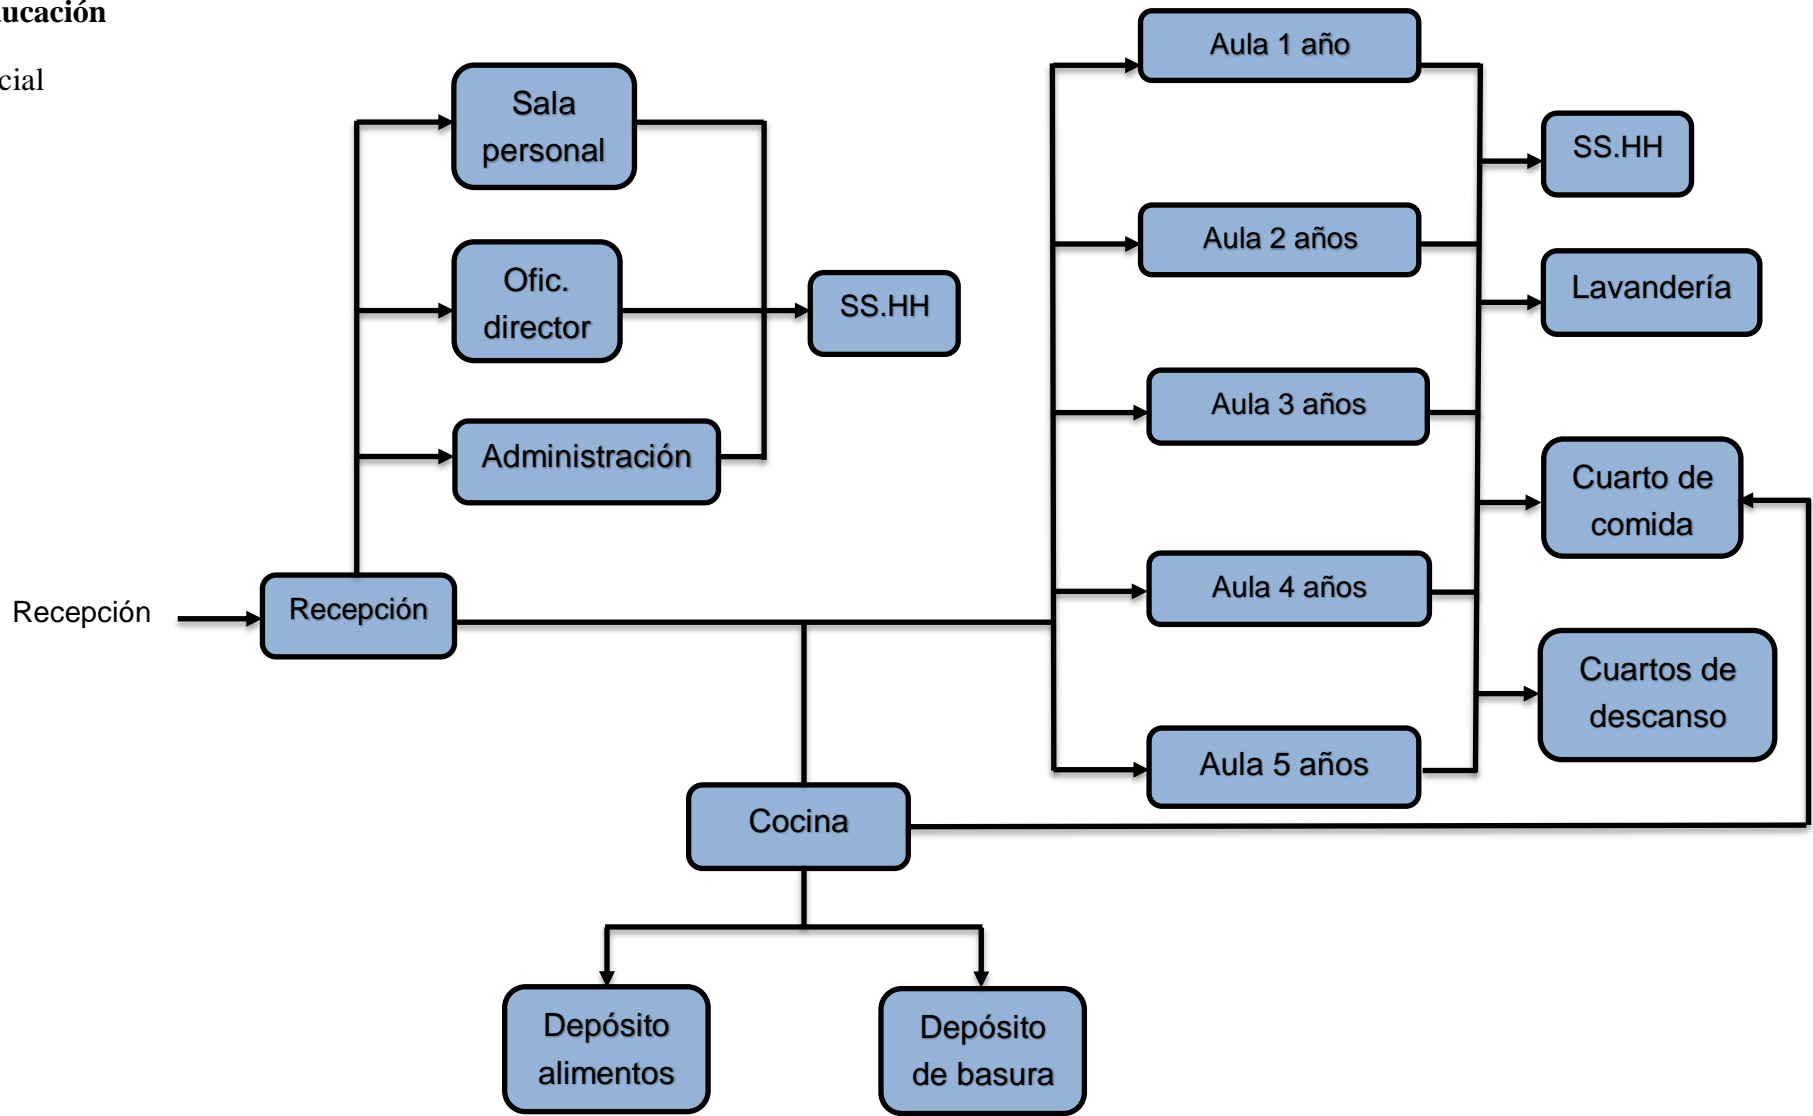 Aula 1 año
Sala
personal
SS.HH
Aula 2 años
Ofic.
director
SS.HH
Lavandería
Aula 3 años
Administración
Cuarto de
comida
Aula 4 años
Recepción
Recepción
Cuartos de
descanso
Aula 5 años
Cocina
Depósito
alimentos
Depósito
de basura